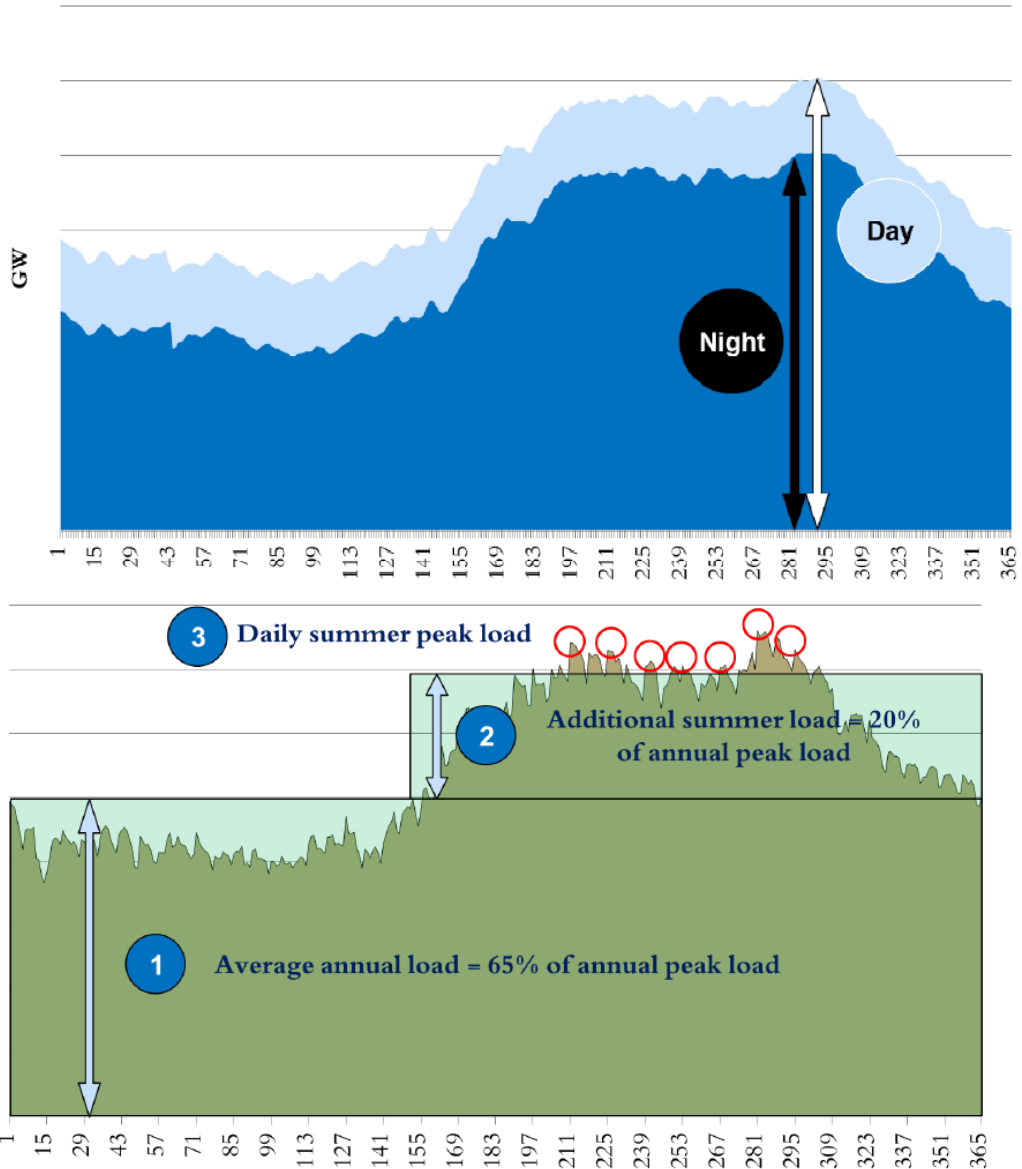 GW
Day
Night
1 15 29 43 57 71 85 99 113 127 141 155 169 183 197 211 225 239 253 267 281 295 309 323 337 351 365
3 Daily summer peak load
2 Additional summer load = 20%
of annual peak load
1 Average annual load = 65% of annual peak load
1 15 29 43 57 71 85 99 113 127 141 155 169 183 197 211 225 239 253 267 281 295 309 323 337 351 365